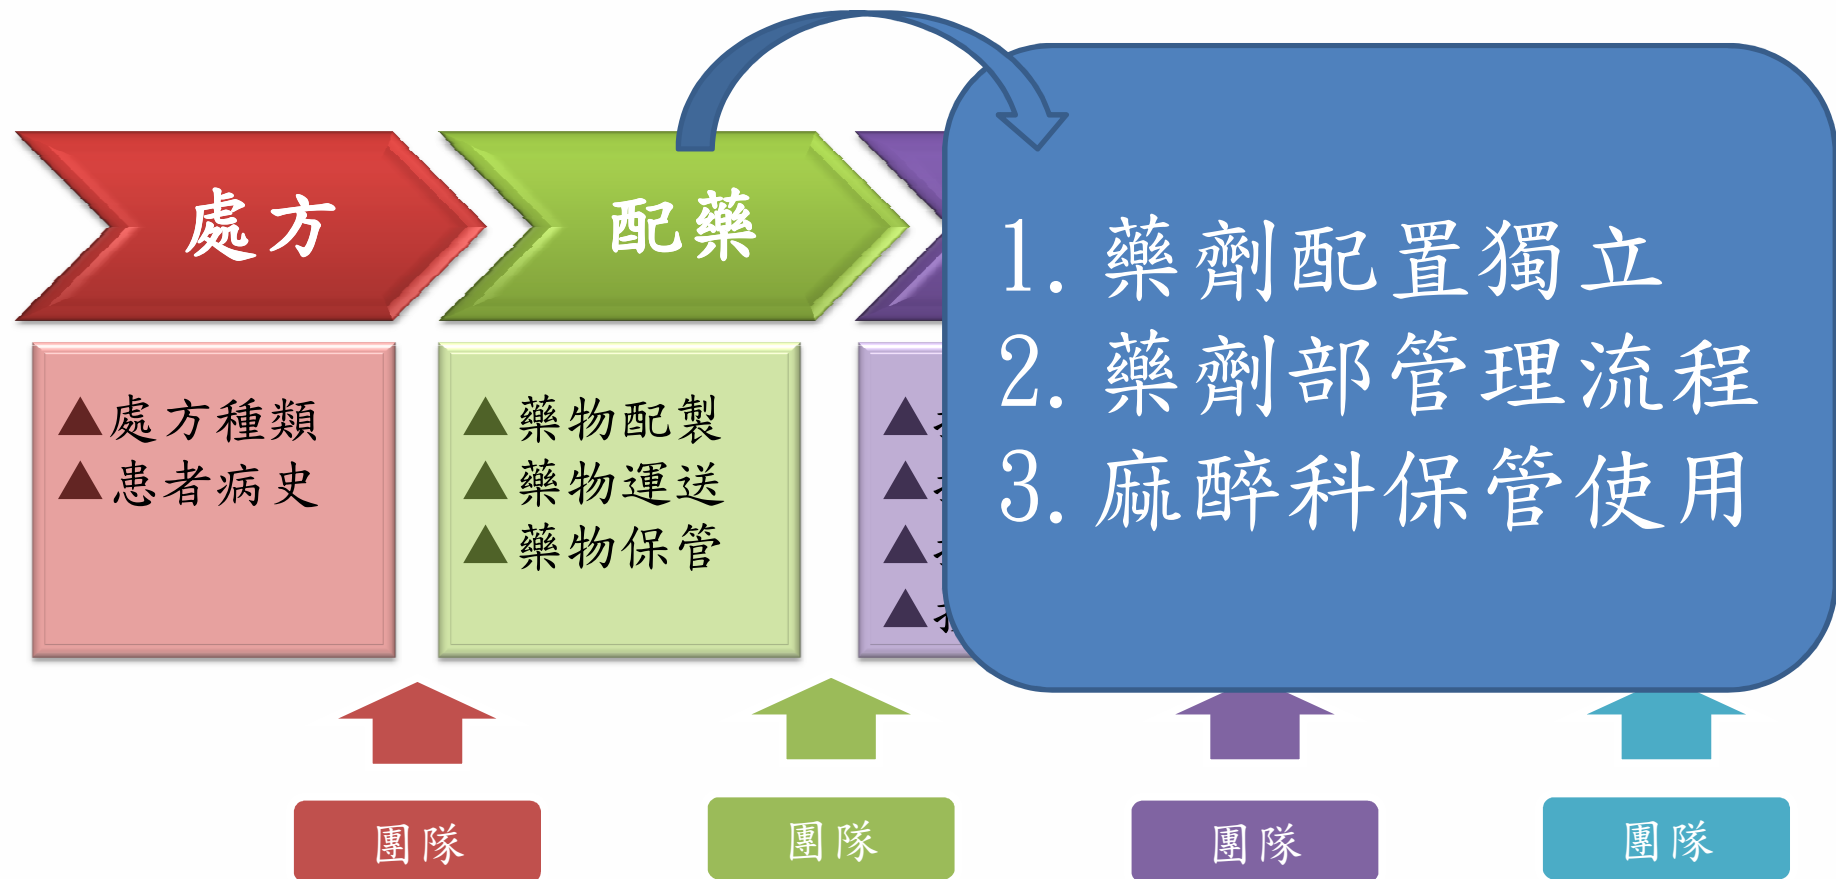 處方
配藥
▲處方種類
▲患者病史
▲藥物配製
▲藥物運送
▲藥物保管
1. 藥劑配置獨立
2. 藥劑部管理流程
3. 麻醉科保管使用
團隊
團隊
團隊
團隊